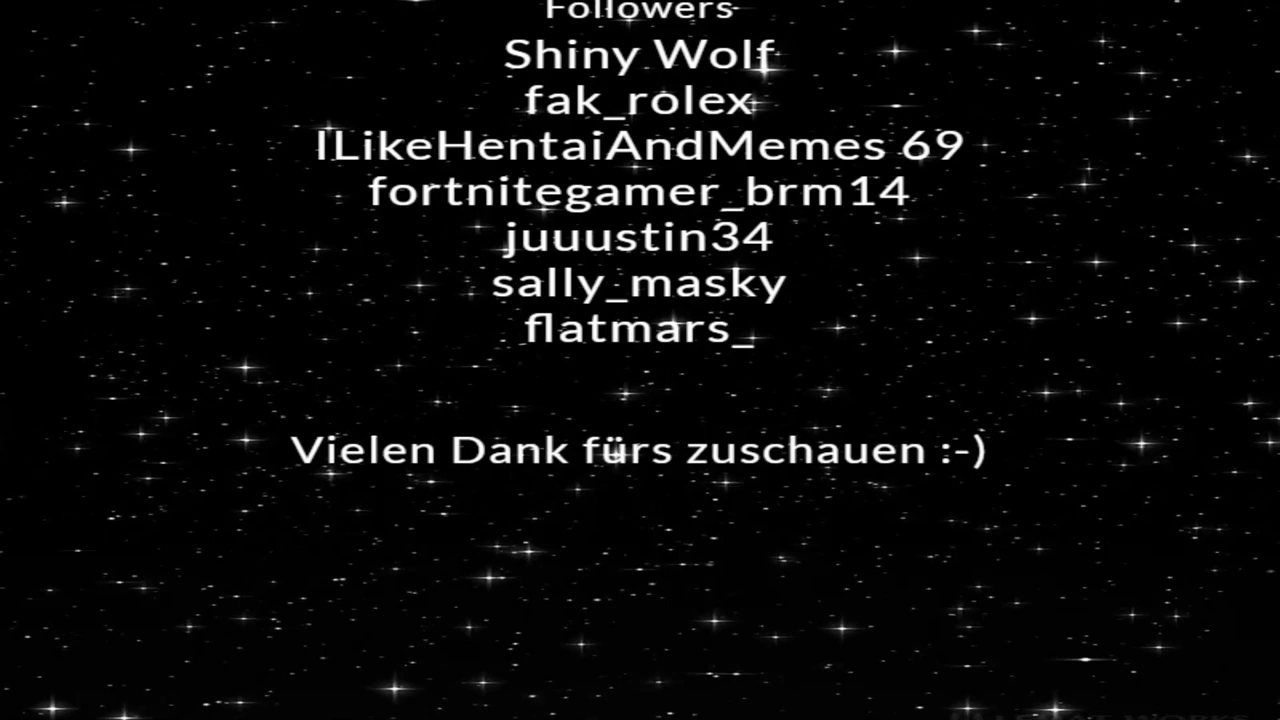 Followers
Shiny Wolf
fak_rolex
ILikeHentaiAndMemes 69
fortnitegamer_brm14
juuustin34
sally_masky
flatmars_
Vielen Dank fürs zuschauen :-)